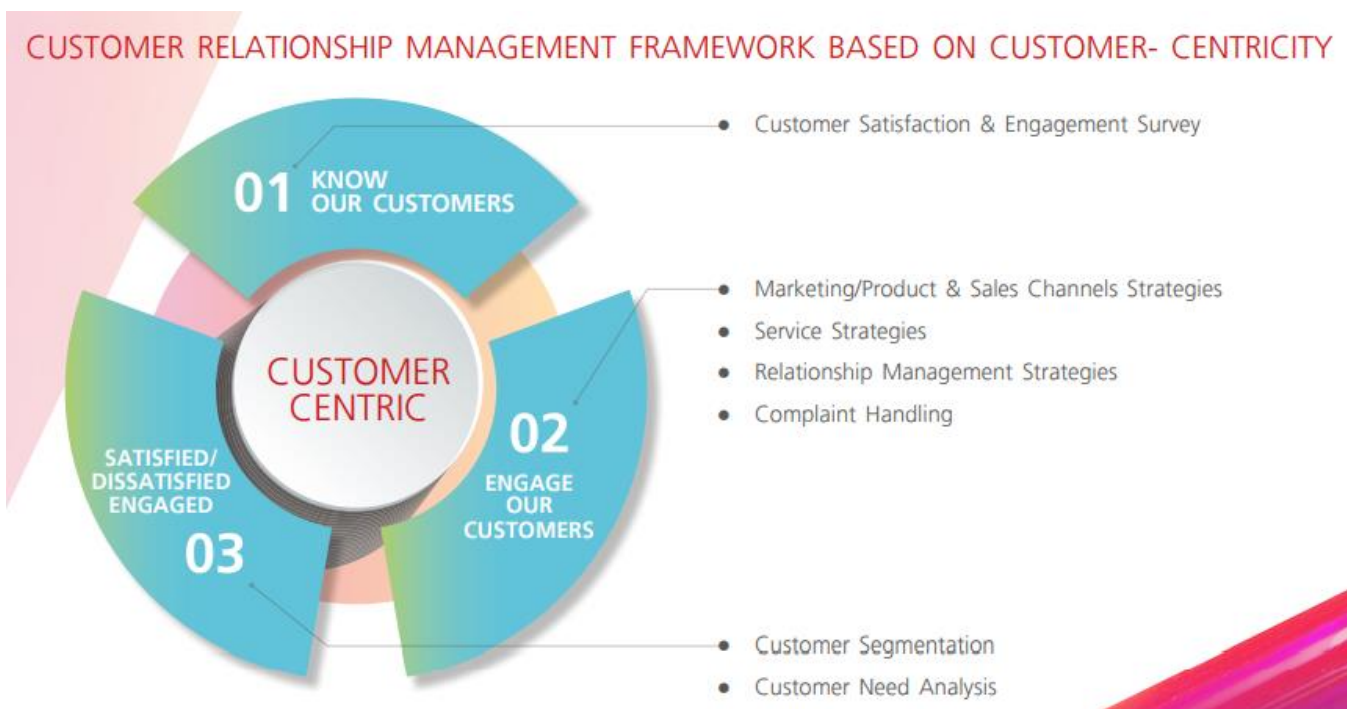 CUSTOMER RELATIONSHIP MANAGEMENT FRAMEWORK BASED ON CUSTOMER- CENTRICITY
01 KNOW
OUR CUSTOMERS
Customer Satisfaction & Engagement Survey
CUSTOMER
CENTRIC
02
ENGAGE
OUR
CUSTOMERS
Marketing/Product & Sales Channels Strategies
Service Strategies
Relationship Management Strategies
Complaint Handling
SATISFIED/
DISSATISFIED
ENGAGED
03
Customer Segmentation
Customer Need Analysis